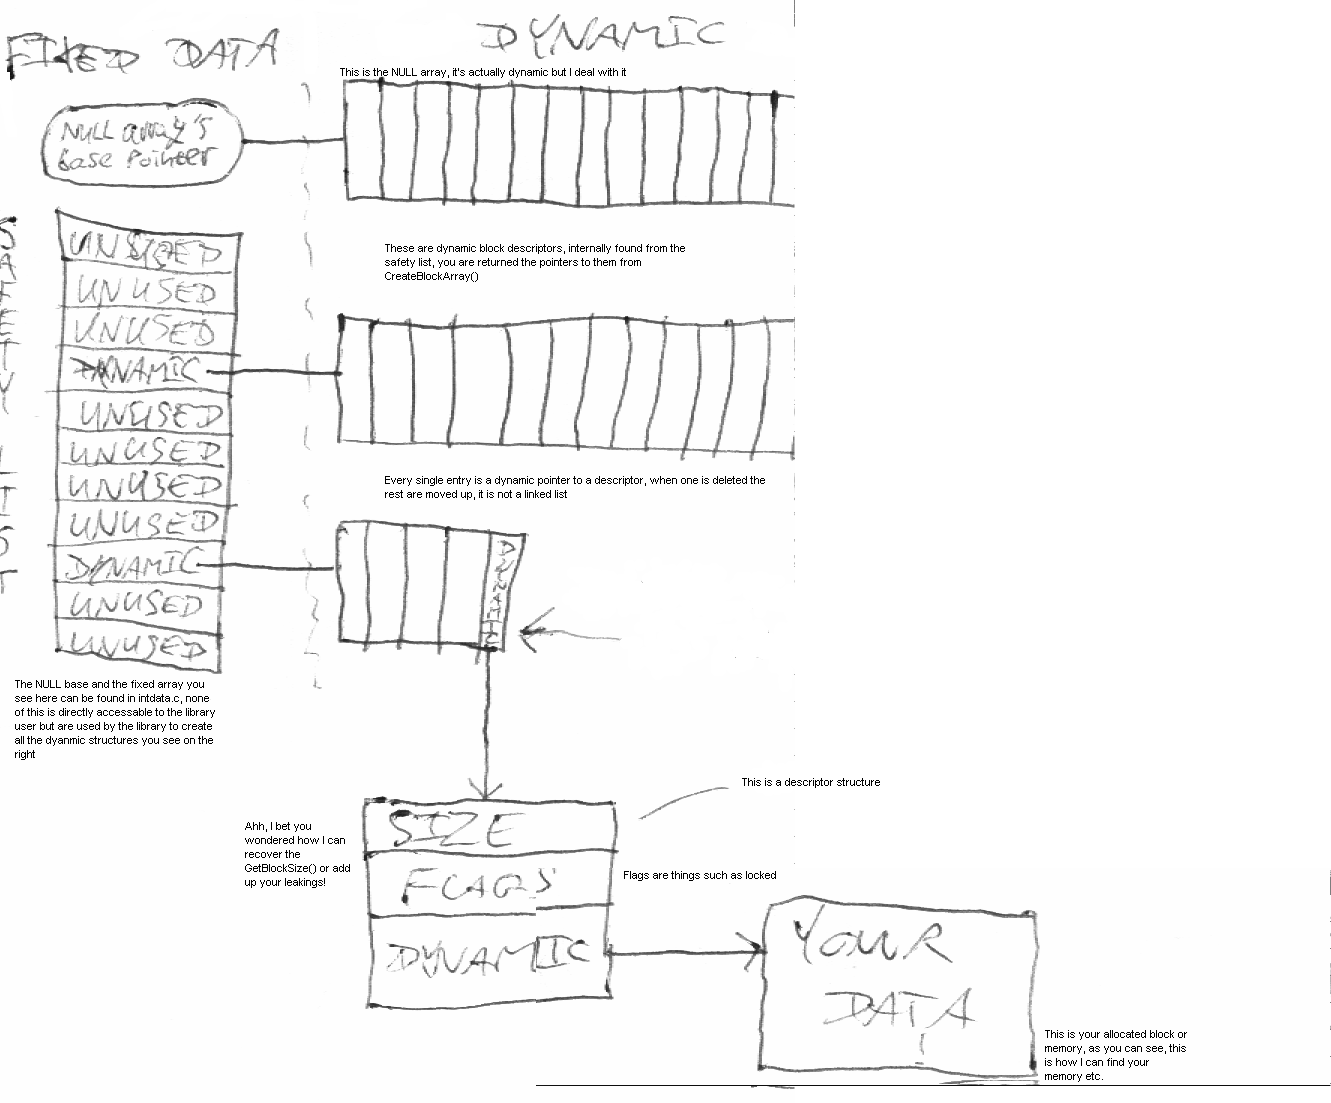 FIXED DATA
DYNAMIC
This is the NULL array, it's actually dynamic but I deal with it
NULL array's
base Pointer
SAFETY LIST
UNUSED
UNUSED
DYNAMIC
UNUSED
UNUSED
UNUSED
UNUSED
DYNAMIC
UNUSED
UNUSED
These are dynamic block descriptors, internally found from the
safety list, you are returned the pointers to them from
CreateBlockArray()
Every single entry is a dynamic pointer to a descriptor, when one is deleted the
rest are moved up, it is not a linked list
The NULL base and the fixed array you
see here can be found in intdata.c, none
of this is directly accessable to the library
user but are used by the library to create
all the dyanmic structures you see on the
right
This is a descriptor structure
Ahh, I bet you
wondered how I can
recover the
GetBlockSize() or add
up your leakings!
SIZE
FLAGS
DYNAMIC
Flags are things such as locked
YOUR
DATA
This is your allocated block or
memory, as you can see, this
is how I can find your
memory etc.